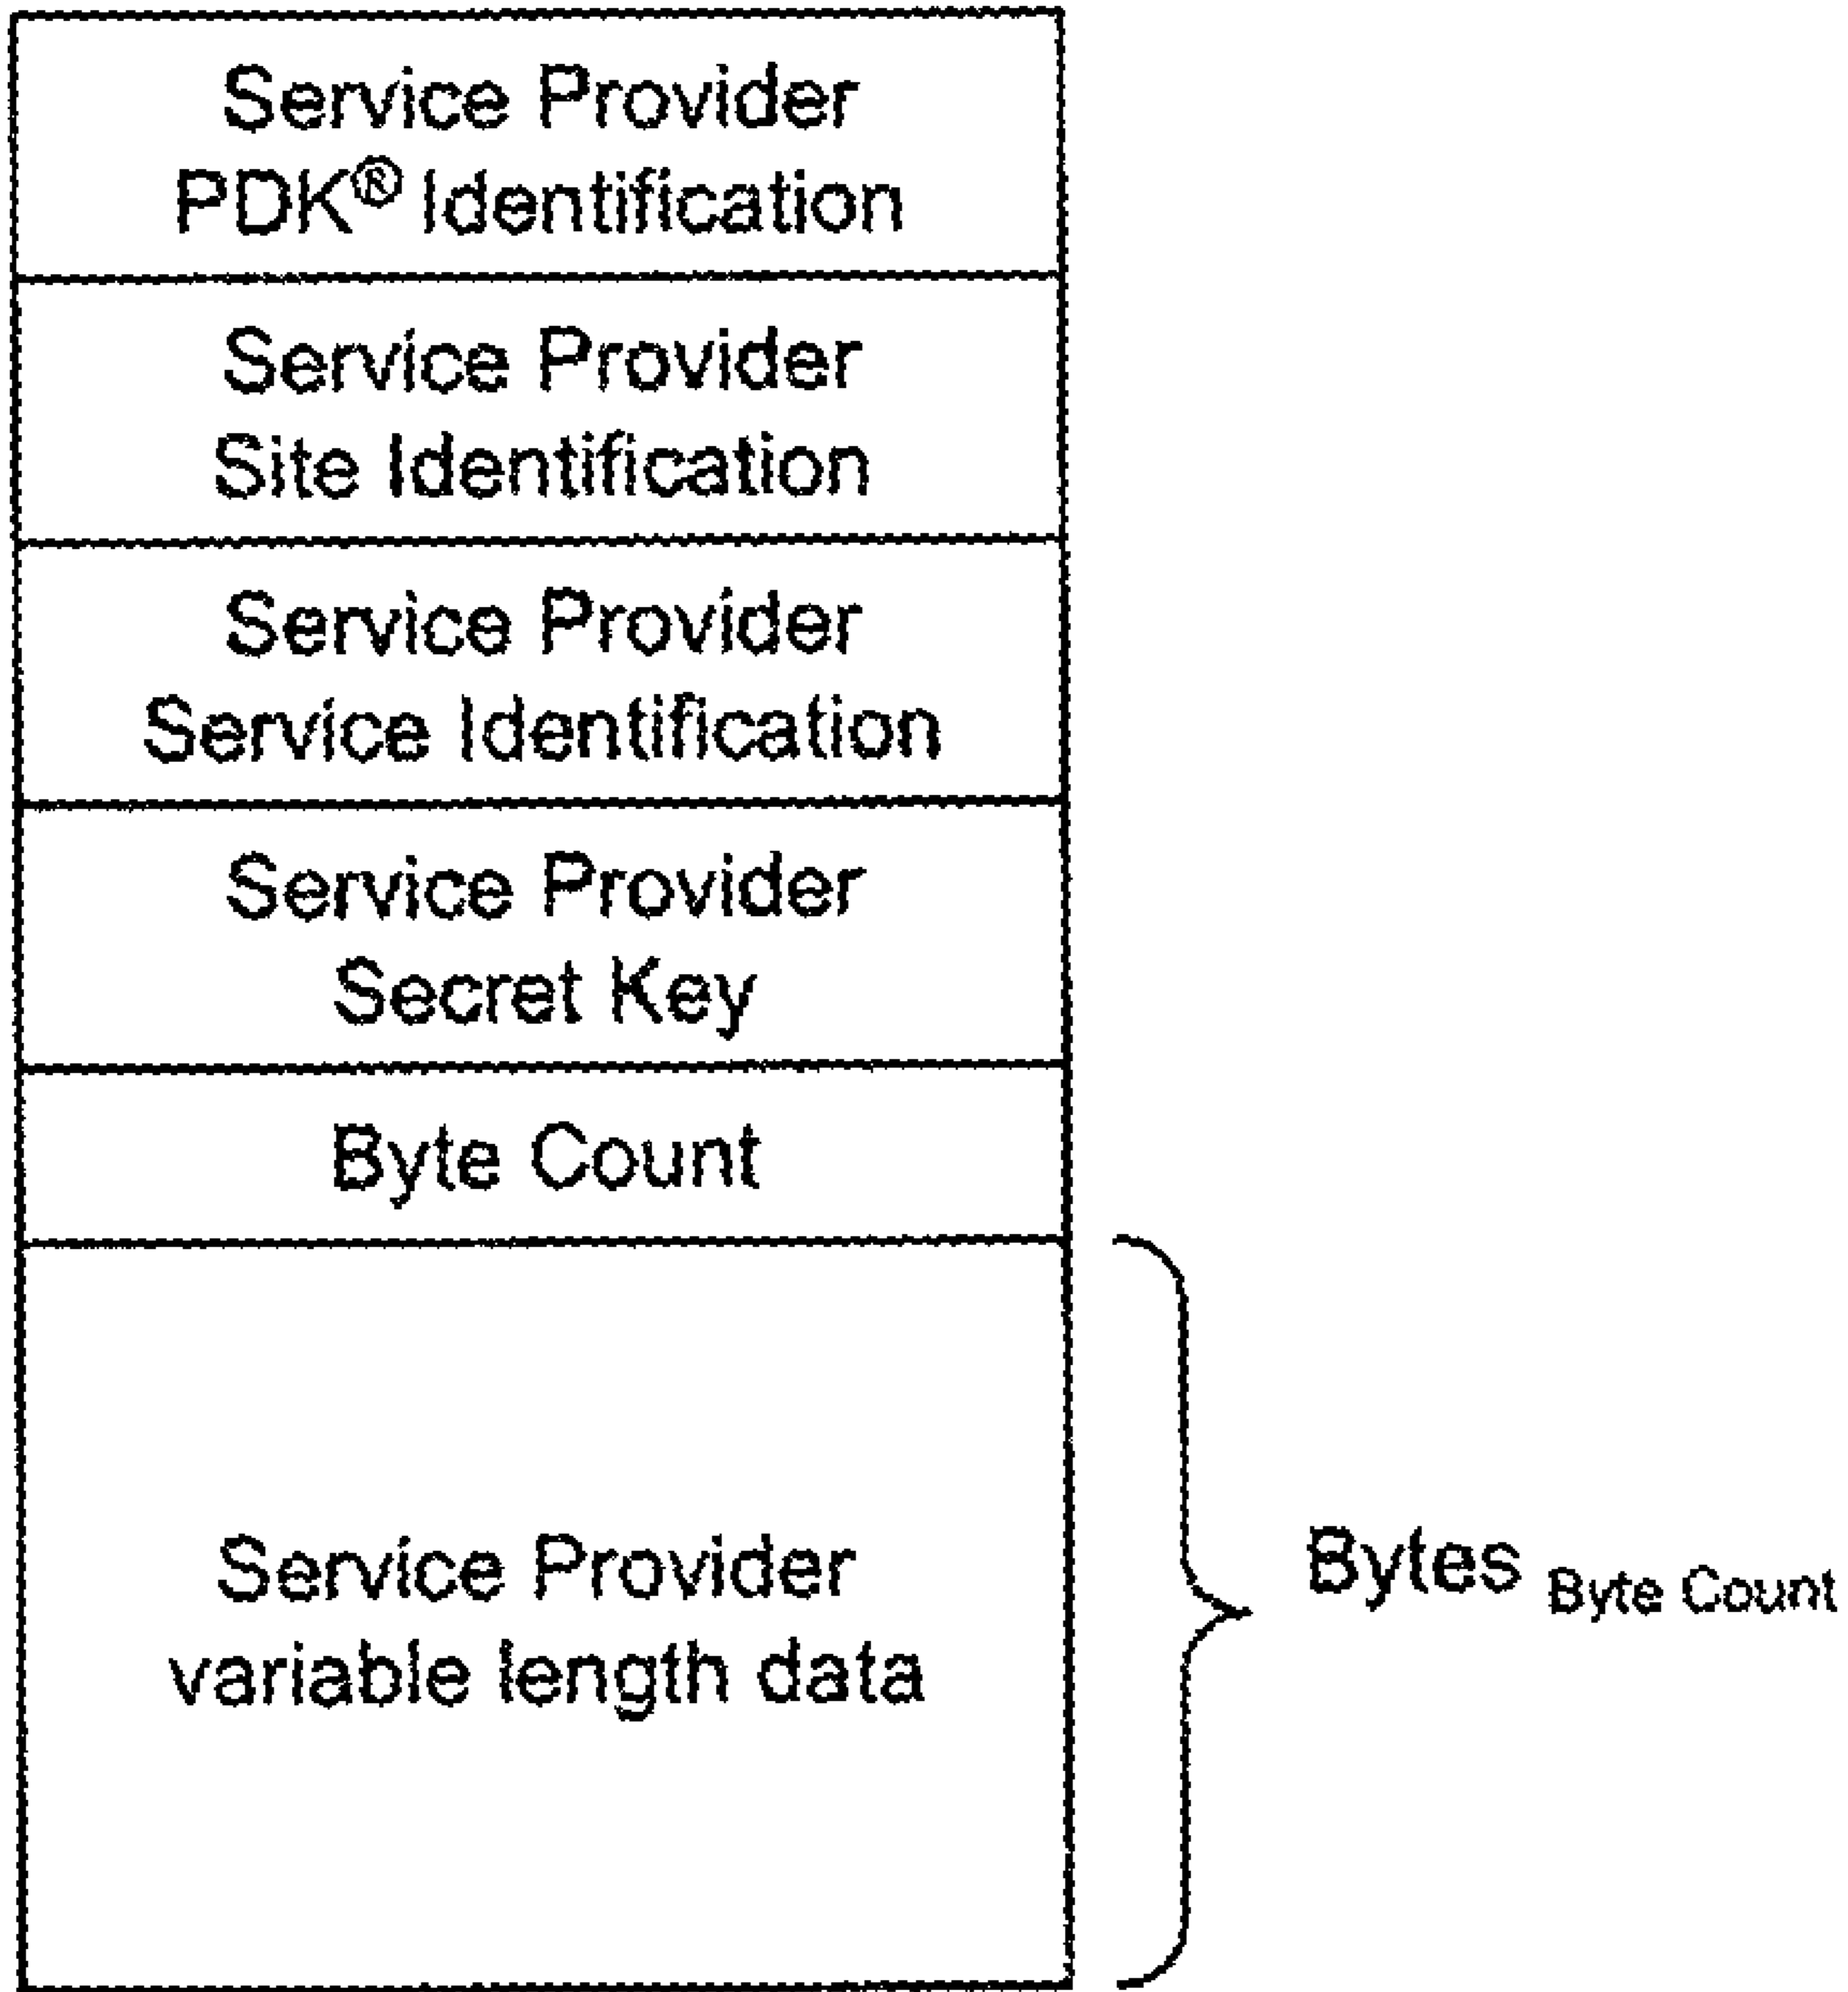 Service Provider
PDK® Identification
Service Provider
Site Identification
Service Provider
Service Identification
Service Provider
Secret Key
Byte Count
Service Provider
variable length data
Bytes Byte Count